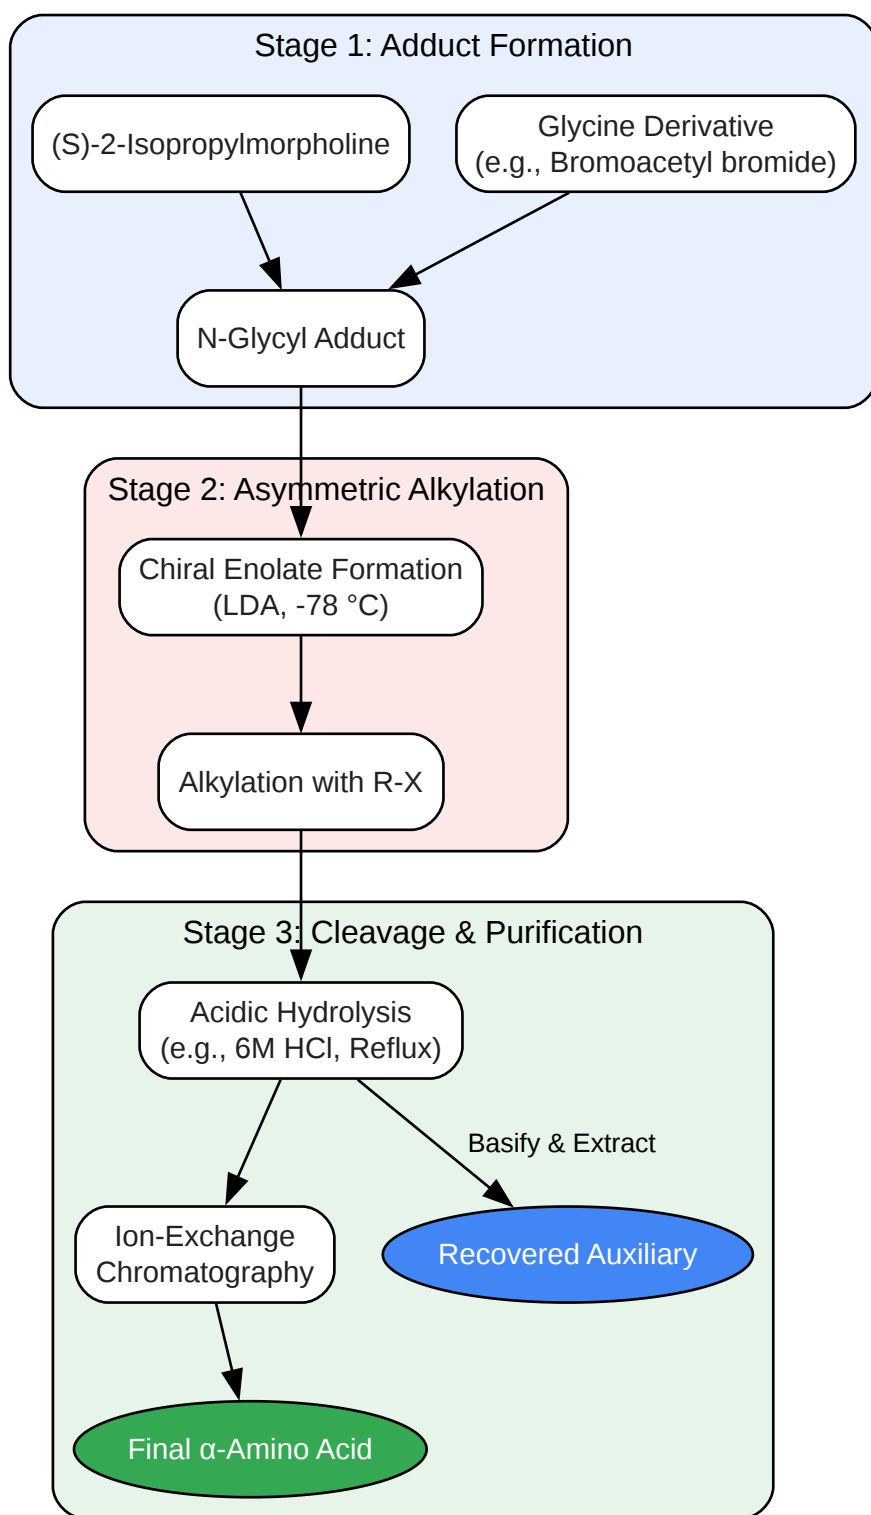 Stage 1: Adduct Formation
(S)-2-Isopropylmorpholine
Glycine Derivative
(e.g., Bromoacetyl bromide)
N-Glycyl Adduct
Stage 2: Asymmetric Alkylation
Chiral Enolate Formation
(LDA, -78 °C)
Alkylation with R-X
Stage 3: Cleavage & Purification
Acidic Hydrolysis
(e.g., 6M HCl, Reflux)
Basify & Extract
Ion-Exchange
Chromatography
Recovered Auxiliary
Final α-Amino Acid